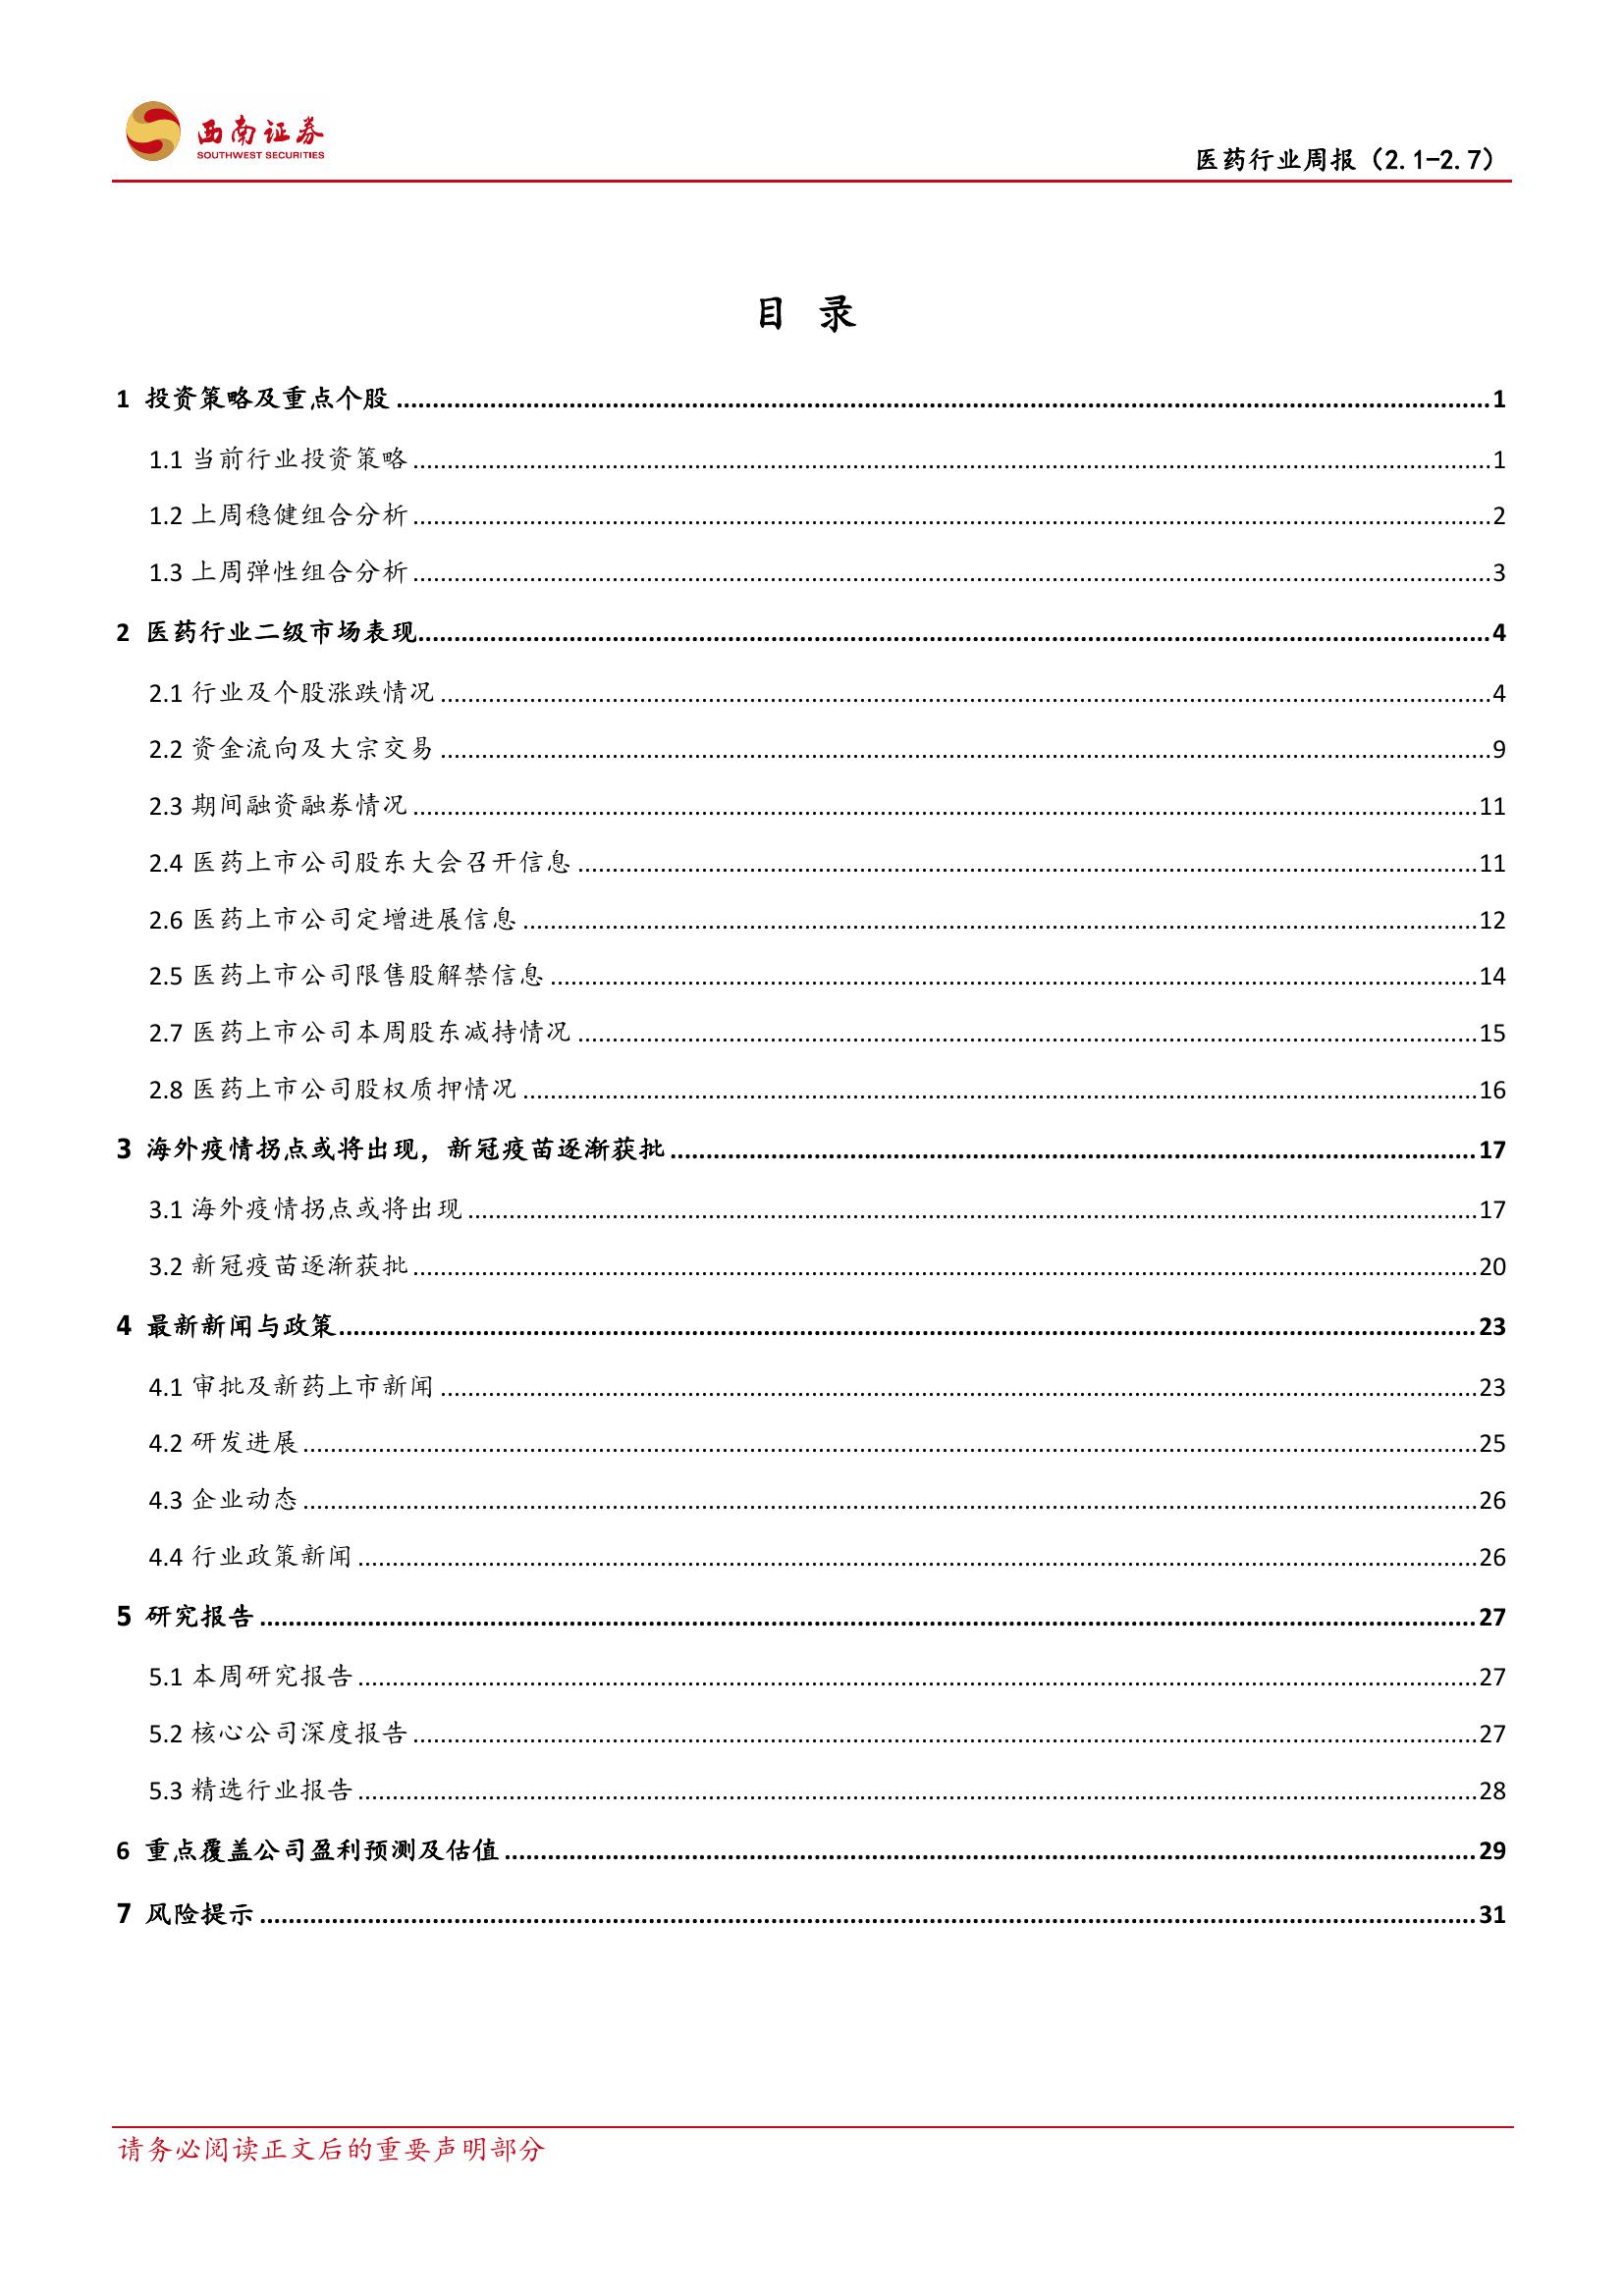 西南证券
SOUTHWEST SECURITIES
医药行业周报（2.1-2.7）
目 录
1 投资策略及重点个股 1
1.1 当前行业投资策略 1
1.2 上周稳健组合分析 2
1.3 上周弹性组合分析 3
2 医药行业二级市场表现 4
2.1 行业及个股涨跌情况 4
2.2 资金流向及大宗交易 9
2.3 期间融资融券情况 11
2.4 医药上市公司股东大会召开信息 11
2.6 医药上市公司定增进展信息 12
2.5 医药上市公司限售股解禁信息 14
2.7 医药上市公司本周股东减持情况 15
2.8 医药上市公司股权质押情况 16
3 海外疫情拐点或将出现，新冠疫苗逐渐获批 17
3.1 海外疫情拐点或将出现 17
3.2 新冠疫苗逐渐获批 20
4 最新新闻与政策 23
4.1 审批及新药上市新闻 23
4.2 研发进展 25
4.3 企业动态 26
4.4 行业政策新闻 26
5 研究报告 27
5.1 本周研究报告 27
5.2 核心公司深度报告 27
5.3 精选行业报告 28
6 重点覆盖公司盈利预测及估值 29
7 风险提示 31
请务必阅读正文后的重要声明部分